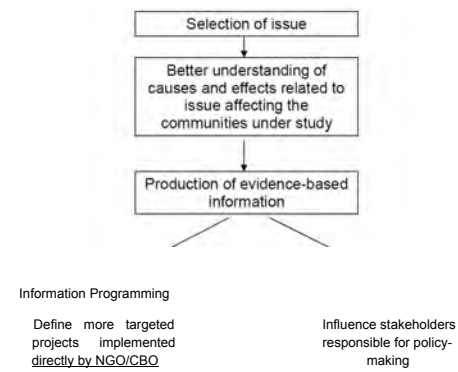 Selection of issue
Better understanding of
causes and effects related to
issue affecting the
communities under study
Production of evidence-based
information
Information Programming
Define more targeted
projects implemented
directly by NGO/CBO
Influence stakeholders
responsible for policy-
making